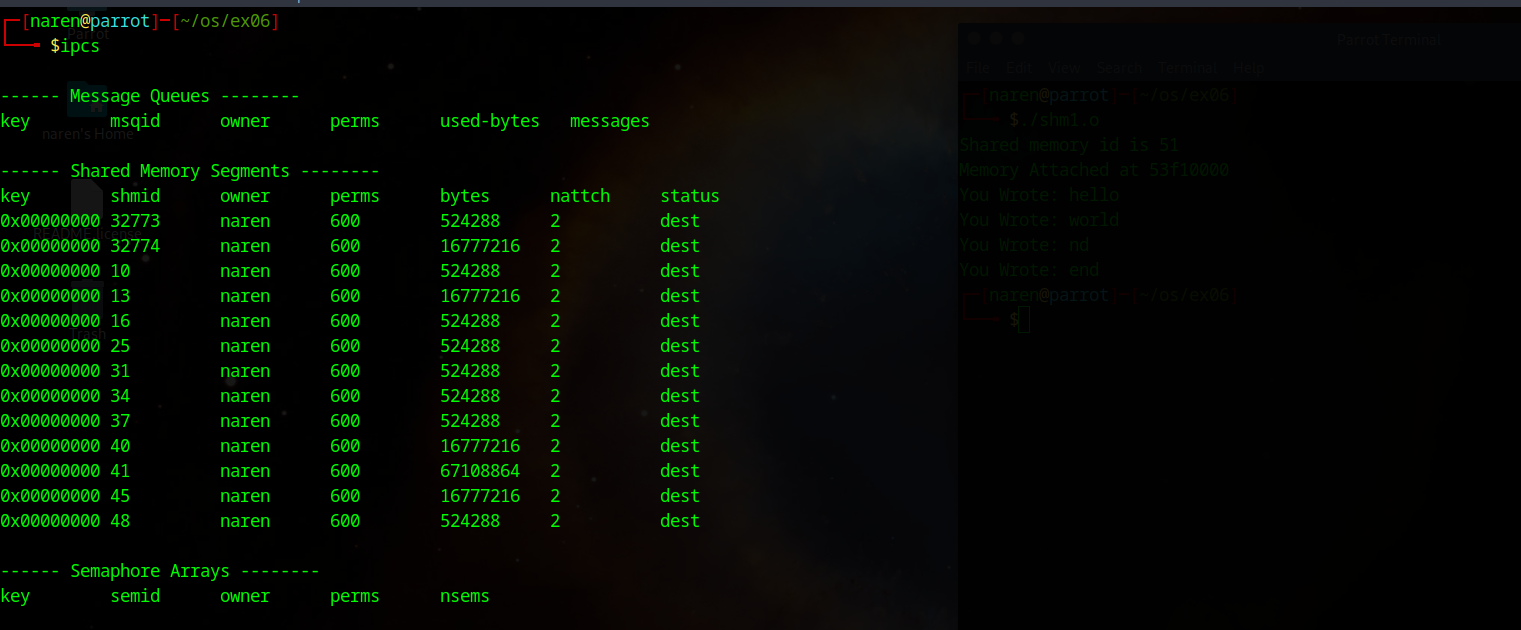 [naren@parrot]-[~/os/ex06]
$ipcs
------ Message Queues --------
key        msqid      owner      perms      used-bytes   messages
------ Shared Memory Segments --------
key        shmid      owner      perms      bytes      nattch     status
0x00000000 32773      naren      600        524288     2          dest
0x00000000 32774      naren      600        16777216   2          dest
0x00000000 10         naren      600        524288     2          dest
0x00000000 13         naren      600        16777216   2          dest
0x00000000 16         naren      600        524288     2          dest
0x00000000 25         naren      600        524288     2          dest
0x00000000 31         naren      600        524288     2          dest
0x00000000 34         naren      600        524288     2          dest
0x00000000 37         naren      600        524288     2          dest
0x00000000 40         naren      600        16777216   2          dest
0x00000000 41         naren      600        67108864   2          dest
0x00000000 45         naren      600        16777216   2          dest
0x00000000 48         naren      600        524288     2          dest
------ Semaphore Arrays --------
key        semid      owner      perms      nsems
Parrot
naren's Home
README.license
Trash
Parrot Terminal
File Edit View Search Terminal Help
[naren@parrot]-[~/os/ex06]
$./shm1.o
Shared memory id is 51
Memory Attached at 53f10000
You Wrote: hello
You Wrote: world
You Wrote: nd
You Wrote: end
[naren@parrot]-[~/os/ex06]
$